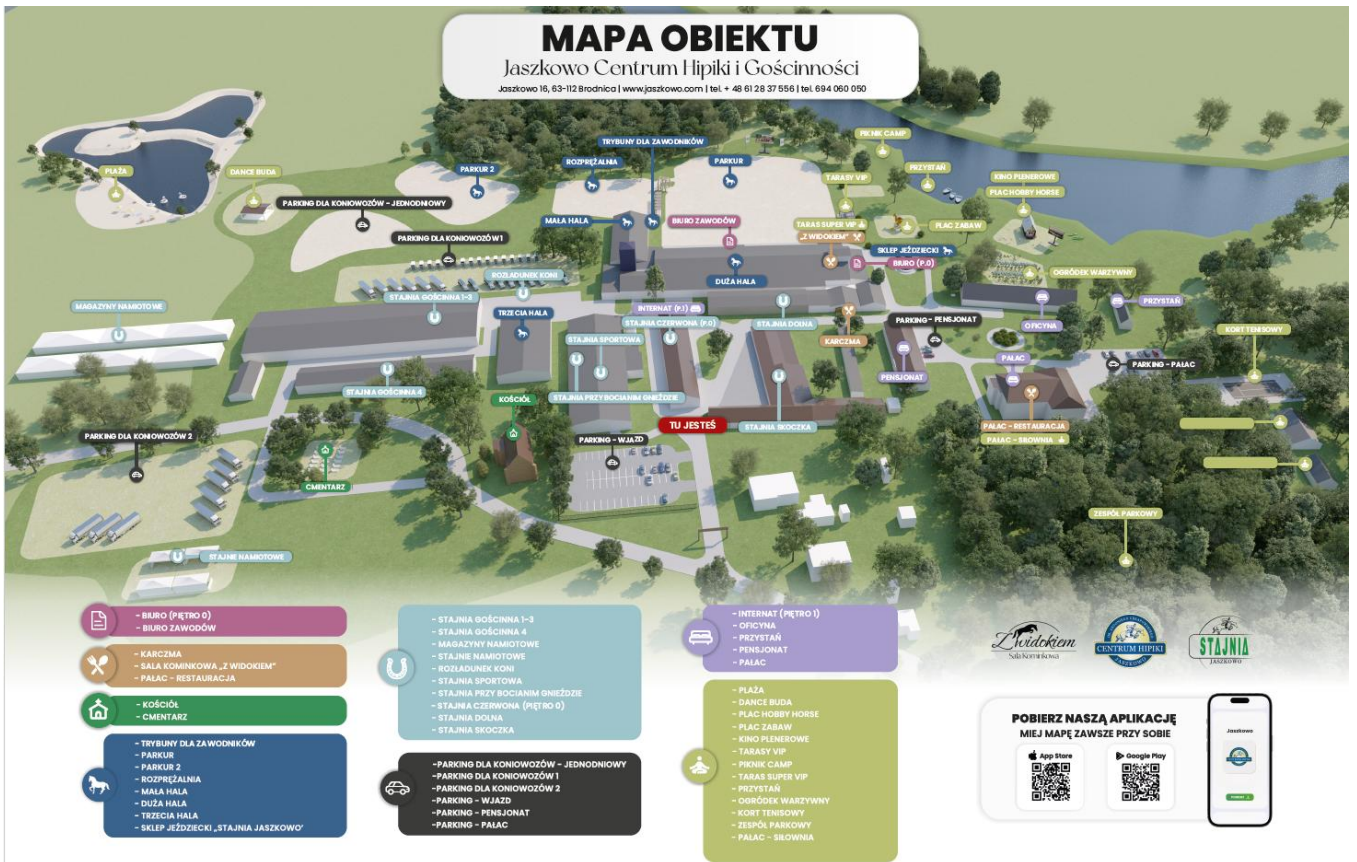 MAPA OBIEKTU
Jaszkowo Centrum Hipiki i Gościnności
Jaszkowo 16, 63-112 Brodnica | www.jaszkowo.com | tel. + 48 61 28 37 556 | tel. 694 060 050
TRYBUNY DLA ZAWODNIKÓW
PIKNIK CAMP
PLAŻA
DANCE BUDA
PARKUR 2
ROZPRĘŻALNIA
PARKUR
TARASY VIP
PRZYSTAŃ
KINO PLENEROWE
PLAC HOBBY HORSE
PARKING DLA KONIOWOZÓW - JEDNODNIOWY
MAŁA HALA
BIURO ZAWODÓW
TARAS SUPER VIP
„Z WIDOKIEM”
PLAC ZABAW
PARKING DLA KONIOWOZÓW 1
SKLEP JEŹDZIECKI
BIURO (P.0)
ROZŁADUNEK KONI
DUŻA HALA
OGRÓDEK WARZYWNY
STAJNIA GOŚCINNA 1-3
MAGAZYNY NAMIOTOWE
TRZECIA HALA
INTERNAT (P.1)
STAJNIA CZERWONA (P.0)
STAJNIA DOLNA
PARKING - PENSJONAT
OFICYNA
PRZYSTAŃ
KORT TENISOWY
STAJNIA SPORTOWA
KARCZMA
PENSJONAT
PAŁAC
PARKING - PAŁAC
STAJNIA GOŚCINNA 4
STAJNIA PRZY BOCIANIM GNIEŹDZIE
KOŚCIÓŁ
TU JESTEŚ
STAJNIA SKOCZKA
PAŁAC - RESTAURACJA
PAŁAC - SIŁOWNIA
PARKING DLA KONIOWOZÓW 2
PARKING - WJAZD
CMENTARZ
ZESPÓŁ PARKOWY
STAJNIE NAMIOTOWE
- BIURO (PIĘTRO 0)
- BIURO ZAWODÓW
- KARCZMA
- SALA KOMINKOWA „Z WIDOKIEM”
- PAŁAC - RESTAURACJA
- KOŚCIÓŁ
- CMENTARZ
- TRYBUNY DLA ZAWODNIKÓW
- PARKUR
- PARKUR 2
- ROZPRĘŻALNIA
- MAŁA HALA
- DUŻA HALA
- TRZECIA HALA
- SKLEP JEŹDZIECKI „STAJNIA JASZKOWO'
- STAJNIA GOŚCINNA 1-3
- STAJNIA GOŚCINNA 4
- MAGAZYNY NAMIOTOWE
- STAJNIE NAMIOTOWE
- ROZŁADUNEK KONI
- STAJNIA SPORTOWA
- STAJNIA PRZY BOCIANIM GNIEŹDZIE
- STAJNIA CZERWONA (PIĘTRO 0)
- STAJNIA DOLNA
- STAJNIA SKOCZKA
-PARKING DLA KONIOWOZÓW - JEDNODNIOWY
-PARKING DLA KONIOWOZÓW 1
-PARKING DLA KONIOWOZÓW 2
-PARKING - WJAZD
-PARKING - PENSJONAT
-PARKING - PAŁAC
- INTERNAT (PIĘTRO 1)
- OFICYNA
- PRZYSTAŃ
- PENSJONAT
- PAŁAC
- PLAŻA
- DANCE BUDA
- PLAC HOBBY HORSE
- PLAC ZABAW
- KINO PLENEROWE
- TARASY VIP
- PIKNIK CAMP
- TARAS SUPER VIP
- PRZYSTAŃ
- OGRÓDEK WARZYWNY
- KORT TENISOWY
- ZESPÓŁ PARKOWY
- PAŁAC - SIŁOWNIA
Z widokiem
Sala Kominkowa
CENTRUM HIPIKI
JASZKOWO
STAJNIA
JASZKOWO
POBIERZ NASZĄ APLIKACJĘ
MIEJ MAPĘ ZAWSZE PRZY SOBIE
App Store
Google Play
Jaszkowo